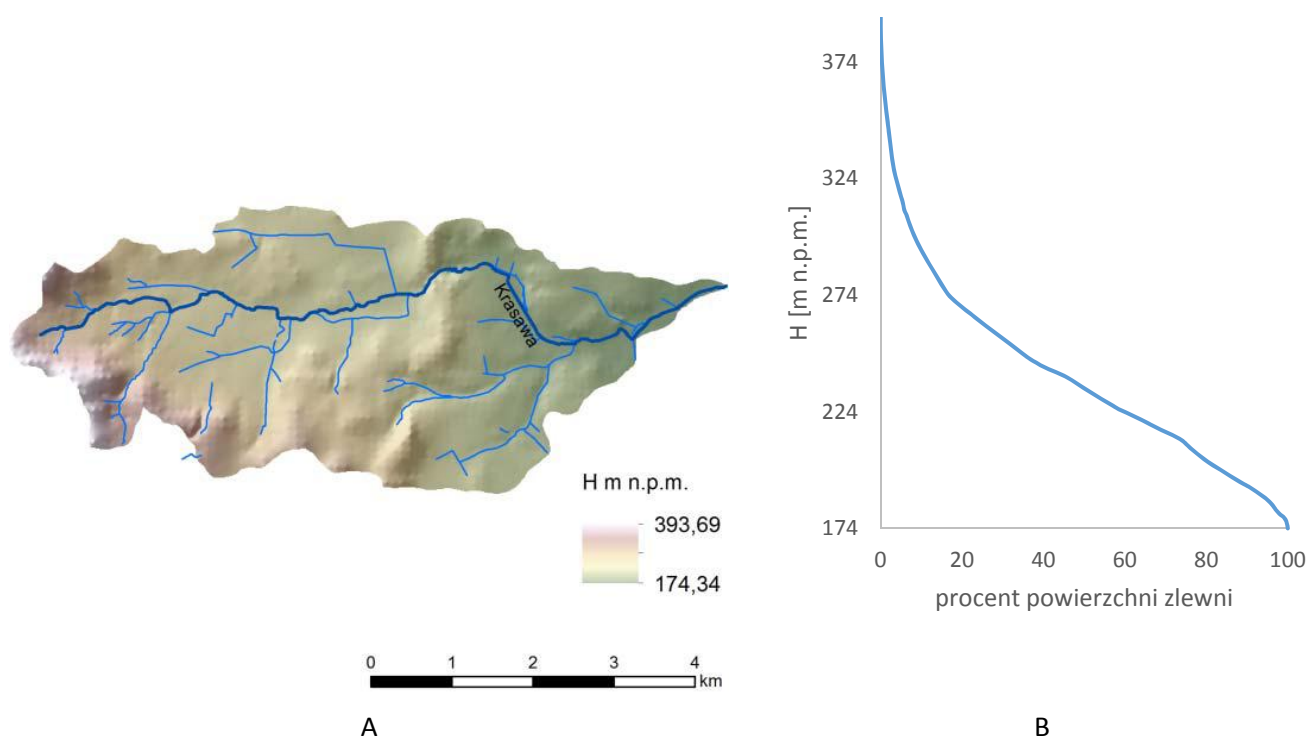 Krasawa
H m n.p.m.
393,69
174,34
0 1 2 3 4
km
A
H [m n.p.m.]
374
324
274
224
174
0 20 40 60 80 100
procent powierzchni zlewni
B